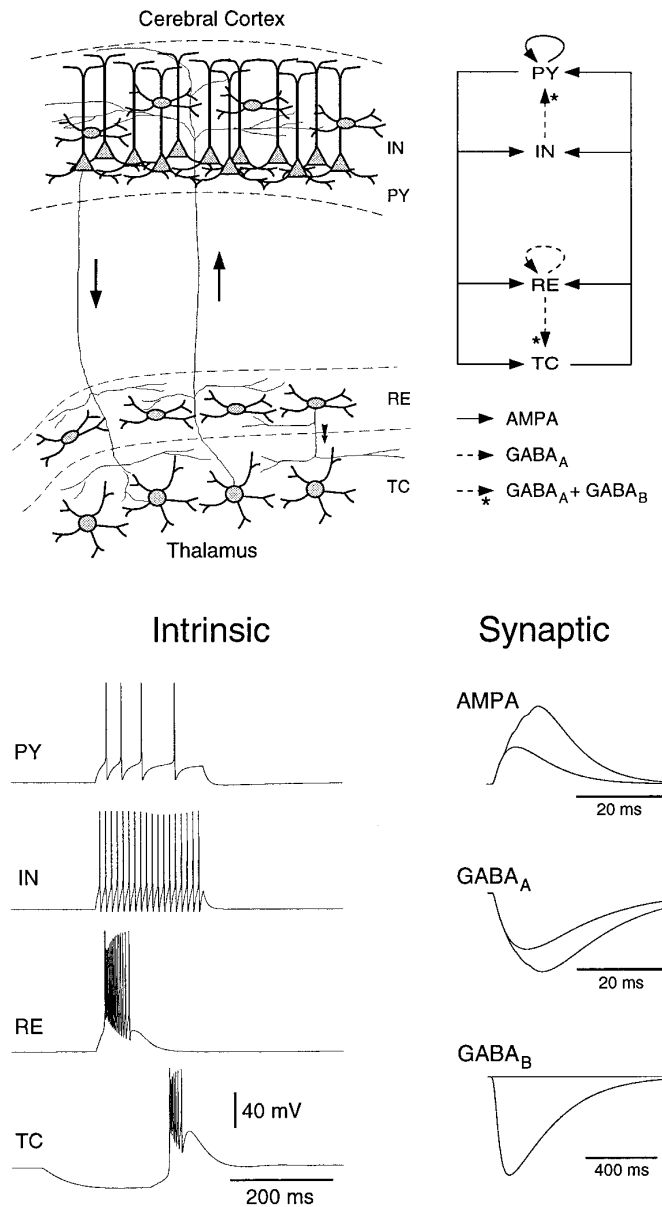 Cerebral Cortex
IN
PY
RE
TC
Thalamus
PY
*
IN
RE
*
TC
AMPA
GABA_A
GABA_A + GABA_B
*
Intrinsic
PY
IN
RE
TC
40 mV
200 ms
Synaptic
AMPA
20 ms
GABA_A
20 ms
GABA_B
400 ms